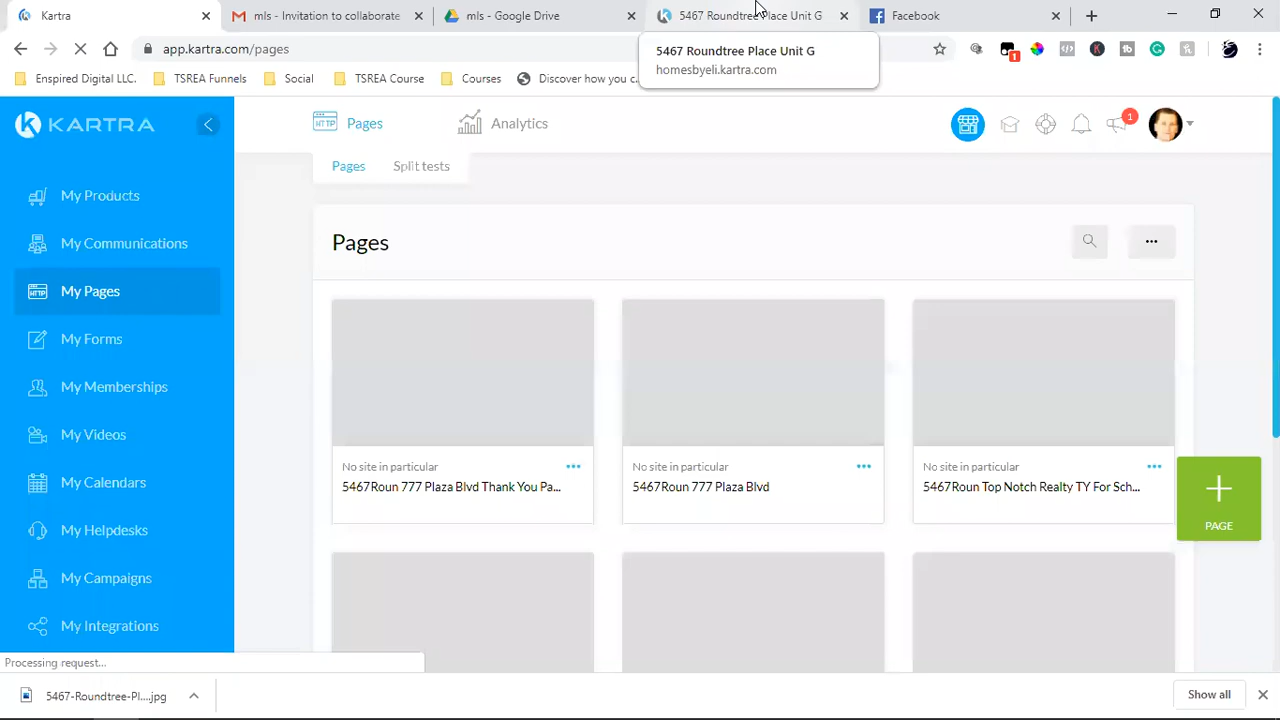 Kartra
mls - Invitation to collaborate
mls - Google Drive
5467 Roundtree Place Unit G
Facebook
app.kartra.com/pages
5467 Roundtree Place Unit G
homesbyeli.kartra.com
1
Enspired Digital LLC.
TSREA Funnels
Social
TSREA Course
Courses
Discover how you c
KARTRA
Pages
Analytics
1
Pages
Split tests
My Products
My Communications
My Pages
My Forms
My Memberships
My Videos
My Calendars
My Helpdesks
My Campaigns
My Integrations
Pages
No site in particular
5467Roun 777 Plaza Blvd Thank You Pa...
No site in particular
5467Roun 777 Plaza Blvd
No site in particular
5467Roun Top Notch Realty TY For Sch...
PAGE
Processing request...
5467-Roundtree-Pl....jpg
Show all